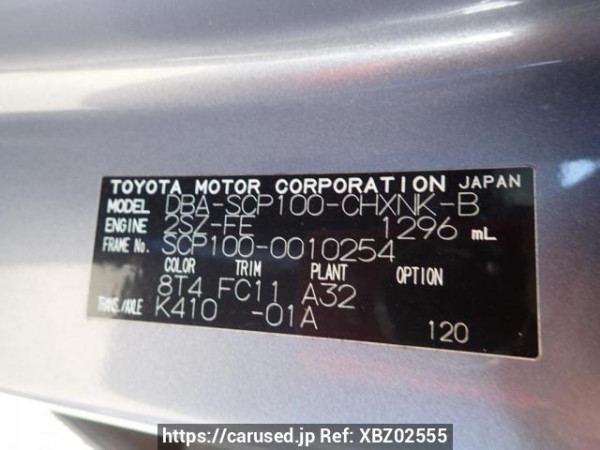 TOYOTA MOTOR CORPORATION JAPAN
MODEL DBA-SCP100-CHXNK-B
ENGINE 2SZ-FE 1296 mL
FRAME No. SCP100-0010254
COLOR TRIM PLANT OPTION
8T4 FC11 A32
TRANS./AXLE K410 -01A 120
https://carused.jp Ref: XBZ02555